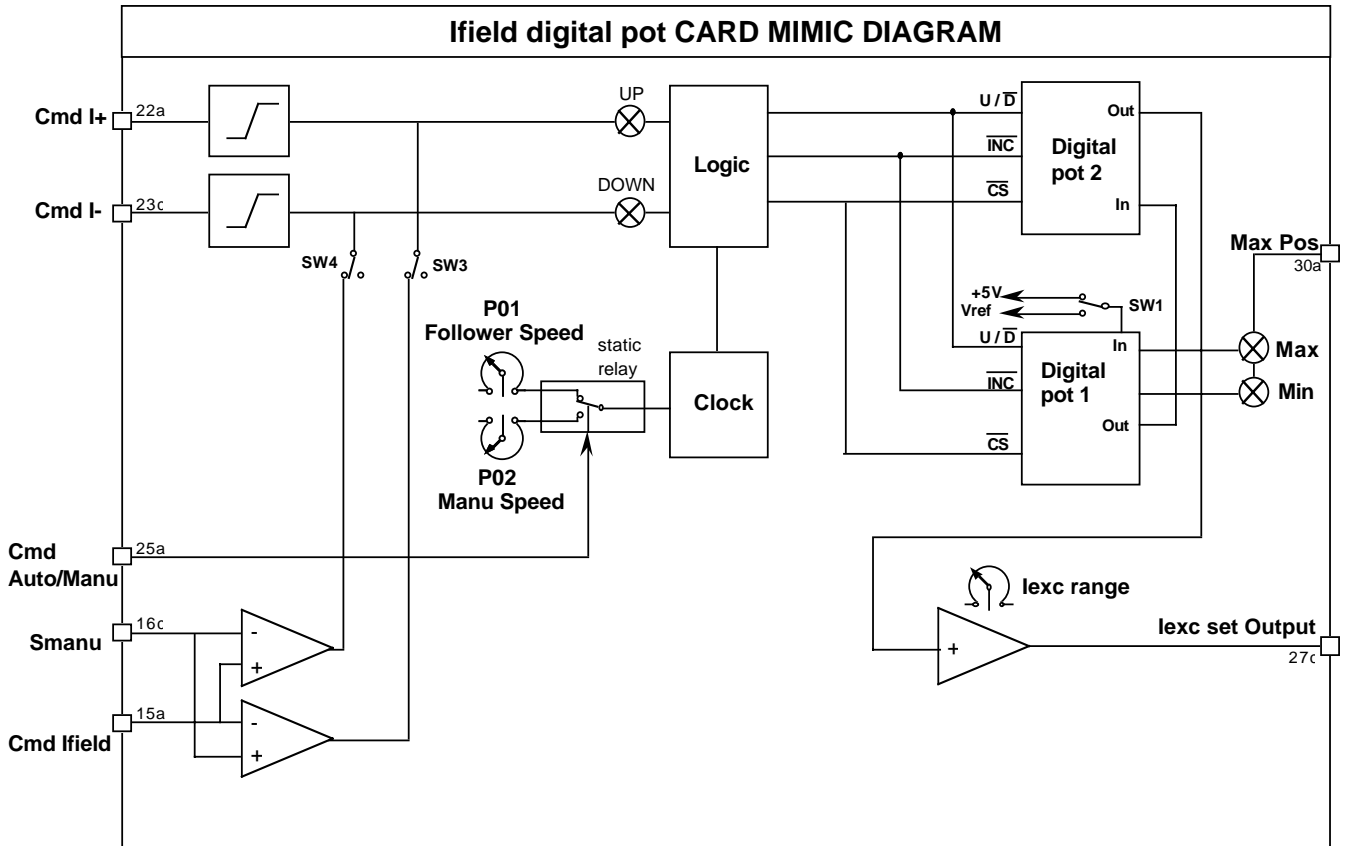 Ifield digital pot CARD MIMIC DIAGRAM
Cmd I+
22a
UP
Logic
U / D
INC
CS
Out
Digital
pot 2
In
Cmd I-
23c
DOWN
SW4
SW3
Max Pos
30a
+5V
Vref
SW1
P01
Follower Speed
static
relay
Clock
U / D
INC
CS
In
Digital
pot 1
Out
Max
Min
P02
Manu Speed
Cmd
Auto/Manu
25a
Iexc range
Smanu
16c
-
+
+
Iexc set Output
27c
Cmd Ifield
15a
-
+